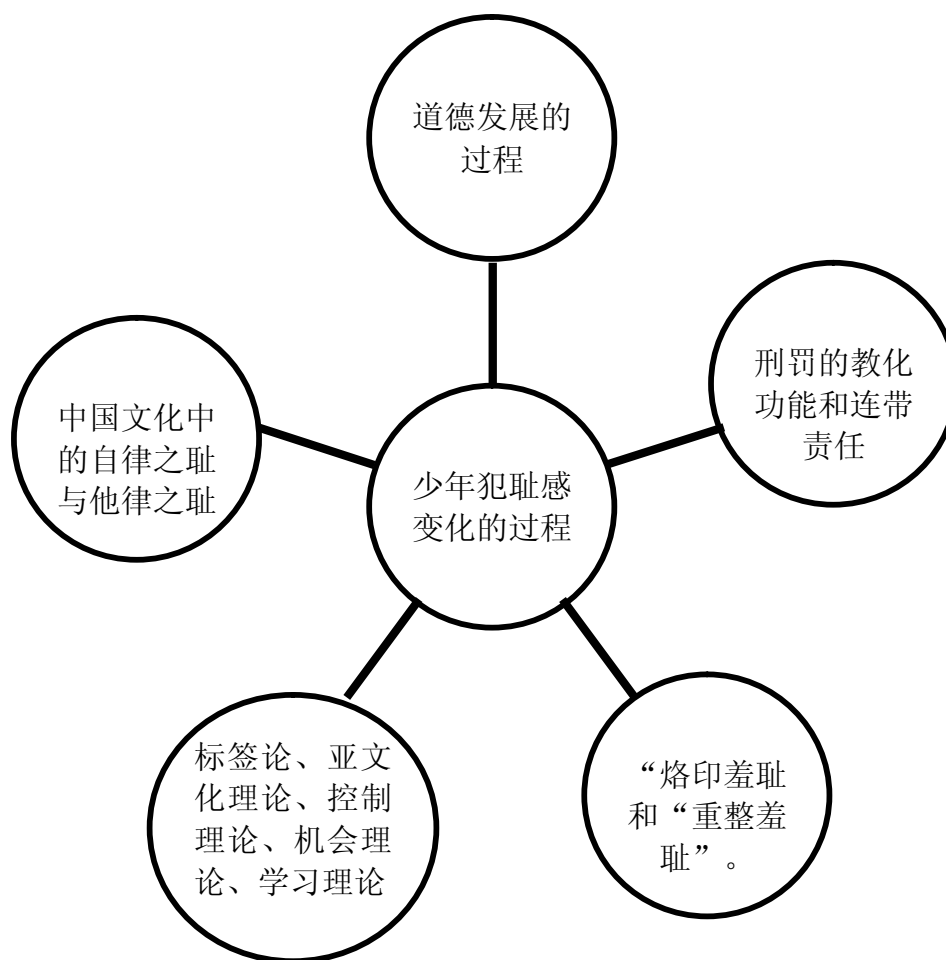 道德发展的
过程
刑罚的教化
功能和连带
责任
中国文化中
的自律之耻
与他律之耻
少年犯耻感
变化的过程
标签论、亚文
化理论、控制
理论、机会理
论、学习理论
“烙印羞耻
和“重整羞
耻”。